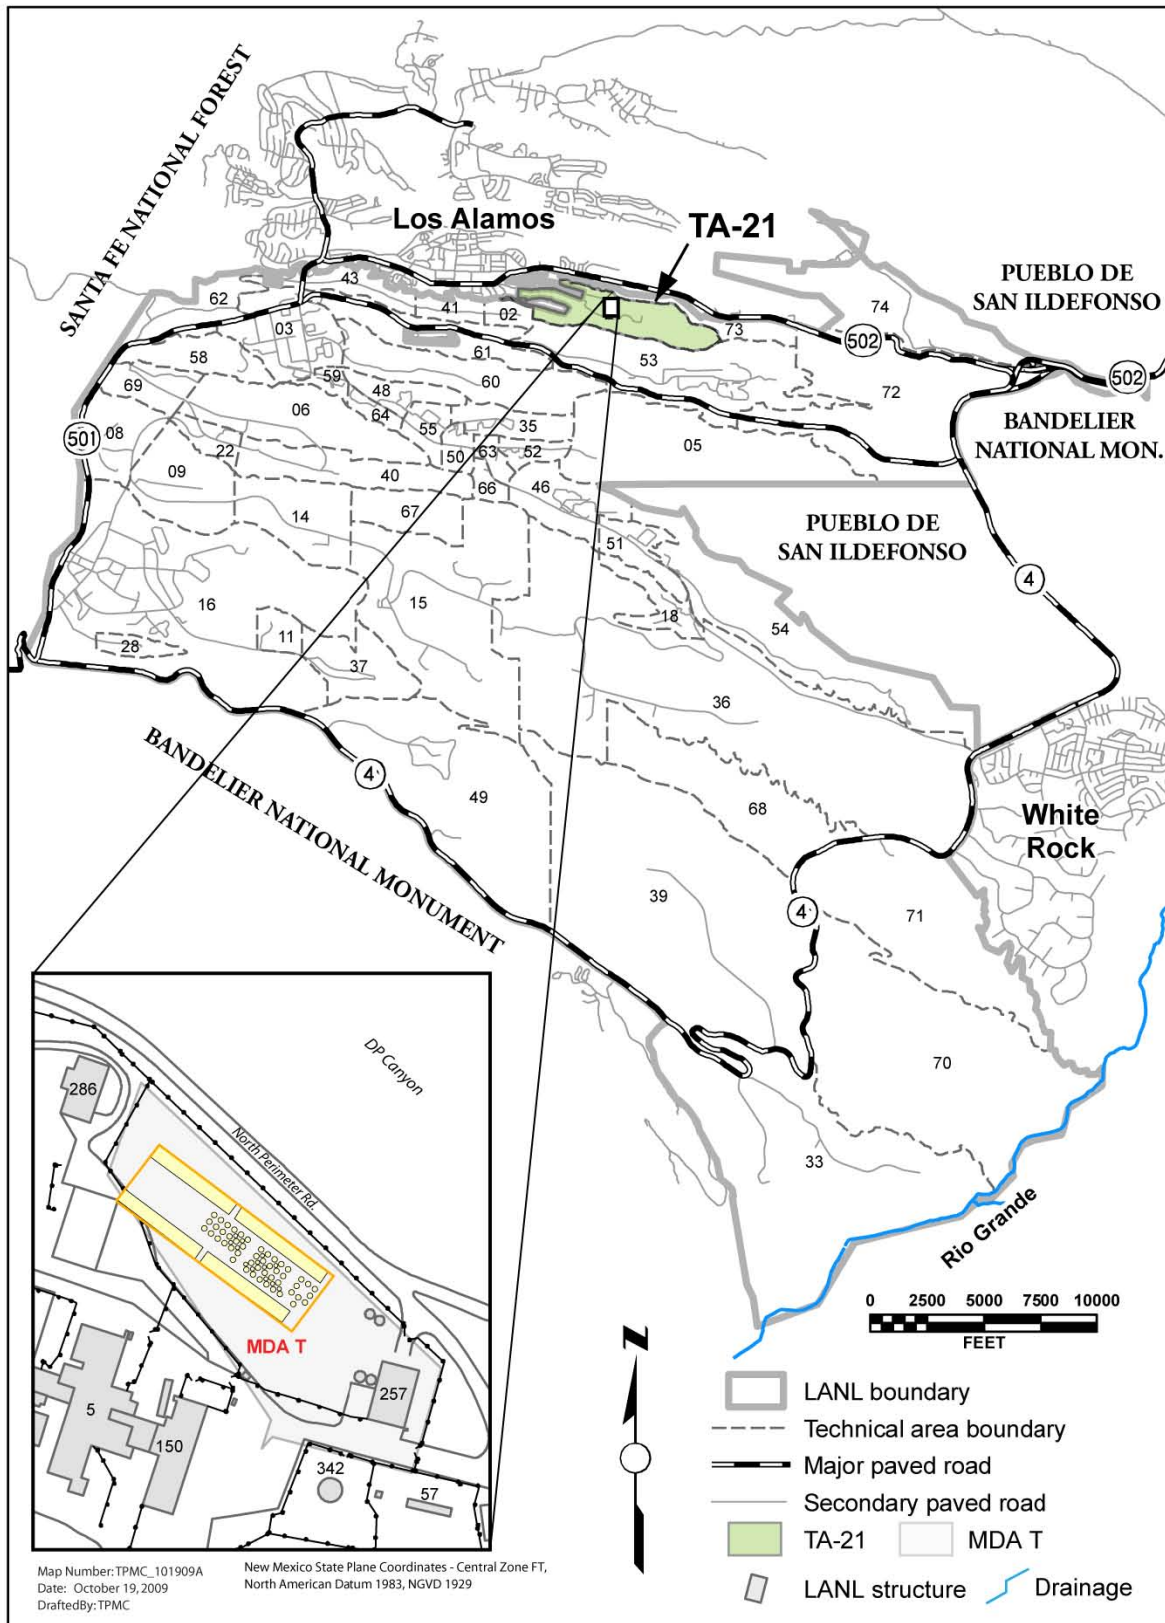 SANTA FE NATIONAL FOREST
Los Alamos
TA-21
PUEBLO DE
SAN ILDEFONSO
74
43
62
41
02
03
73
502
502
58
61
53
72
59
60
69
48
06
64
BANDELIER
NATIONAL MON.
501
08
55
35
05
22
50
63
52
09
40
66
46
14
67
PUEBLO DE
SAN ILDEFONSO
51
4
16
15
18
54
11
28
37
36
BANDELIER NATIONAL MONUMENT
4
49
68
White
Rock
39
4
71
70
33
Rio Grande
DP Canyon
286
North Perimeter Rd.
MDA T
257
5
150
342
57
N
0 2500 5000 7500 10000
FEET
LANL boundary
Technical area boundary
Major paved road
Secondary paved road
TA-21 MDA T
LANL structure Drainage
Map Number: TPMC_101909A
Date: October 19, 2009
DraftedBy: TPMC
New Mexico State Plane Coordinates - Central Zone FT,
North American Datum 1983, NGVD 1929